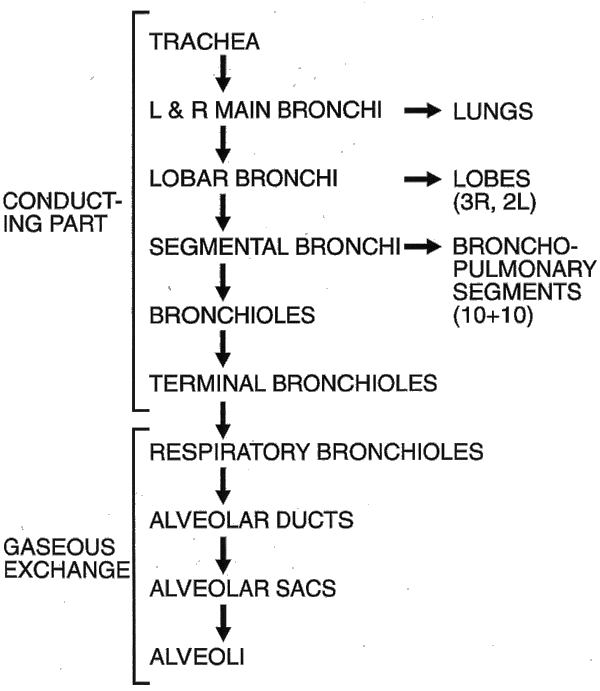 TRACHEA
L & R MAIN BRONCHI
LUNGS
LOBAR BRONCHI
LOBES
(3R, 2L)
CONDUCT-
ING PART
SEGMENTAL BRONCHI
BRONCHO-
PULMONARY
SEGMENTS
(10+10)
BRONCHIOLES
TERMINAL BRONCHIOLES
RESPIRATORY BRONCHIOLES
ALVEOLAR DUCTS
GASEOUS
EXCHANGE
ALVEOLAR SACS
ALVEOLI